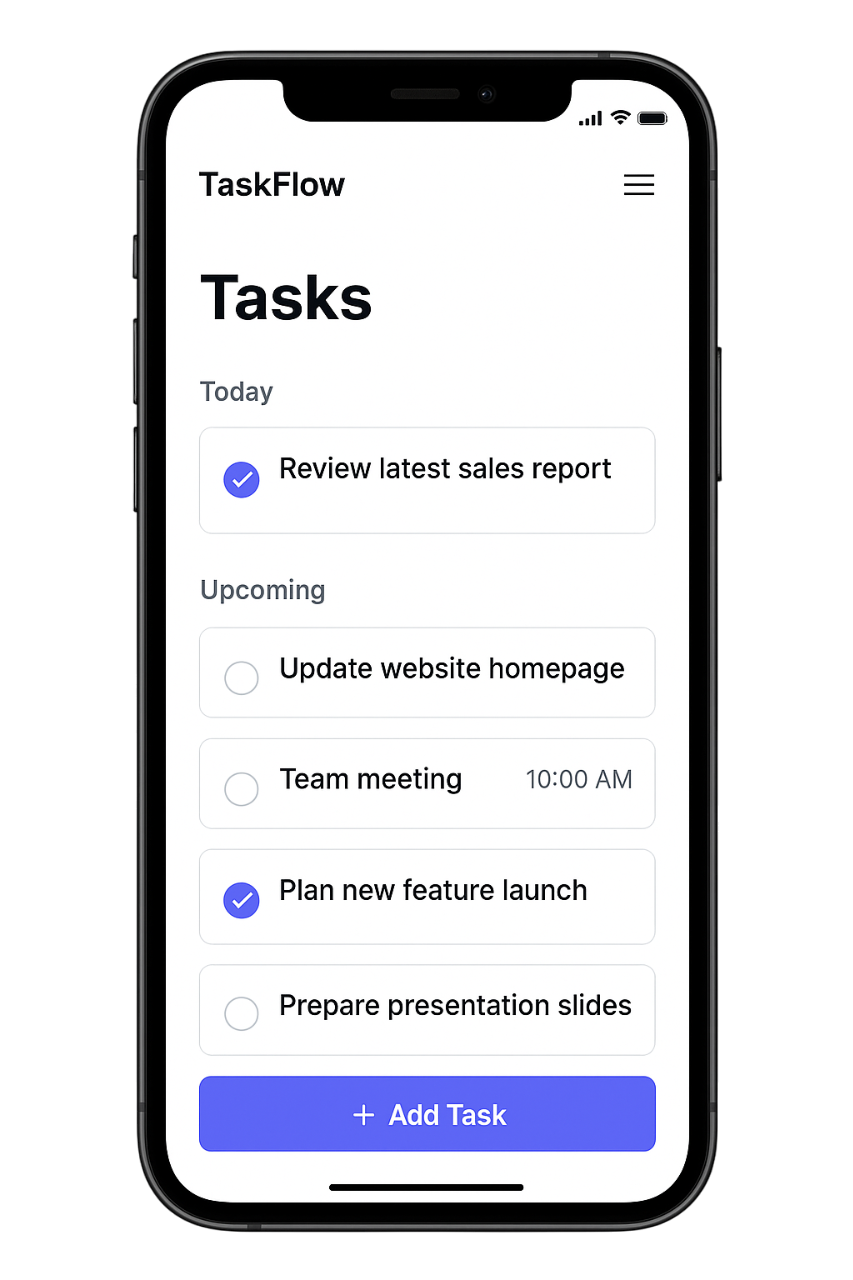 TaskFlow
Tasks
Today
Review latest sales report
Upcoming
Update website homepage
Team meeting 10:00 AM
Plan new feature launch
Prepare presentation slides
+ Add Task